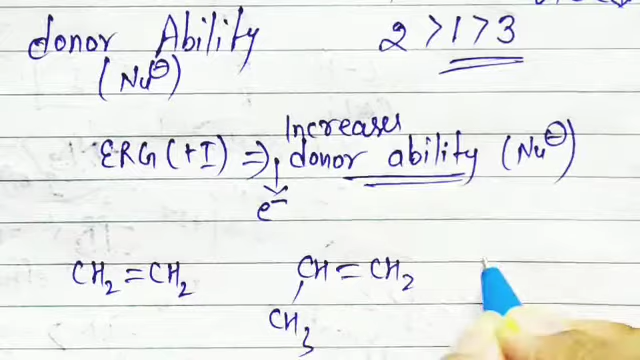 donor Ability 2 > 1 > 3
(Nu⊖)
Increases
ERG (+I) ⇒ donor ability (Nu⊖)
e⁻
CH₂=CH₂ CH=CH₂
CH₃